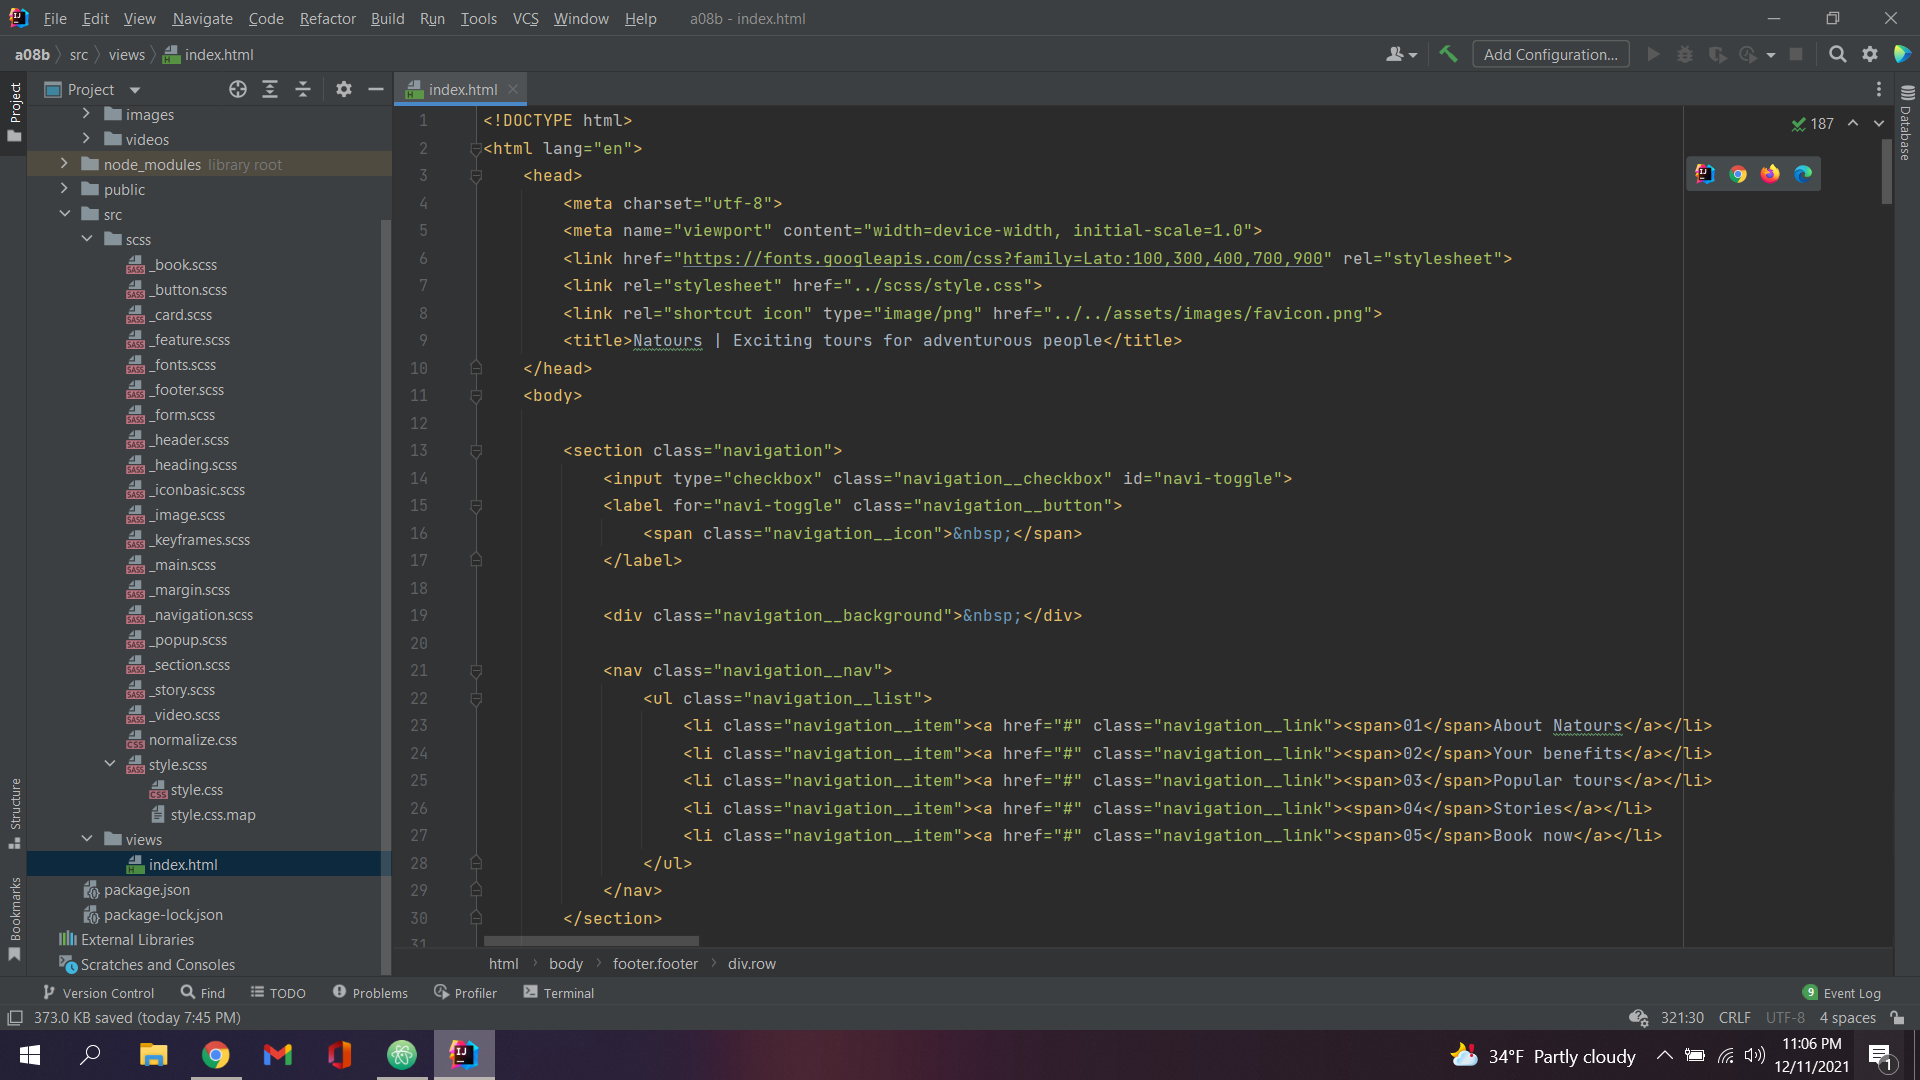 File Edit View Navigate Code Refactor Build Run Tools VCS Window Help a08b - index.html
a08b src views index.html Add Configuration...
Project
index.html
Project
Structure
Bookmarks
Database
images
videos
node_modules library root
public
src
scss
_book.scss
_button.scss
_card.scss
_feature.scss
_fonts.scss
_footer.scss
_form.scss
_header.scss
_heading.scss
_iconbasic.scss
_image.scss
_keyframes.scss
_main.scss
_margin.scss
_navigation.scss
_popup.scss
_section.scss
_story.scss
_video.scss
normalize.css
style.scss
style.css
style.css.map
views
index.html
package.json
package-lock.json
External Libraries
Scratches and Consoles
187
1 <!DOCTYPE html>
2 <html lang="en">
3 <head>
4 <meta charset="utf-8">
5 <meta name="viewport" content="width=device-width, initial-scale=1.0">
6 <link href="https://fonts.googleapis.com/css?family=Lato:100,300,400,700,900" rel="stylesheet">
7 <link rel="stylesheet" href="../scss/style.css">
8 <link rel="shortcut icon" type="image/png" href="../../assets/images/favicon.png">
9 <title>Natours | Exciting tours for adventurous people</title>
10 </head>
11 <body>
12
13 <section class="navigation">
14 <input type="checkbox" class="navigation__checkbox" id="navi-toggle">
15 <label for="navi-toggle" class="navigation__button">
16 <span class="navigation__icon">&nbsp;</span>
17 </label>
18
19 <div class="navigation__background">&nbsp;</div>
20
21 <nav class="navigation__nav">
22 <ul class="navigation__list">
23 <li class="navigation__item"><a href="#" class="navigation__link"><span>01</span>About Natours</a></li>
24 <li class="navigation__item"><a href="#" class="navigation__link"><span>02</span>Your benefits</a></li>
25 <li class="navigation__item"><a href="#" class="navigation__link"><span>03</span>Popular tours</a></li>
26 <li class="navigation__item"><a href="#" class="navigation__link"><span>04</span>Stories</a></li>
27 <li class="navigation__item"><a href="#" class="navigation__link"><span>05</span>Book now</a></li>
28 </ul>
29 </nav>
30 </section>
31
html body footer.footer div.row
Version Control Find TODO Problems Profiler Terminal 9 Event Log
373.0 KB saved (today 7:45 PM) 321:30 CRLF UTF-8 4 spaces
34°F Partly cloudy 11:06 PM
12/11/2021
1